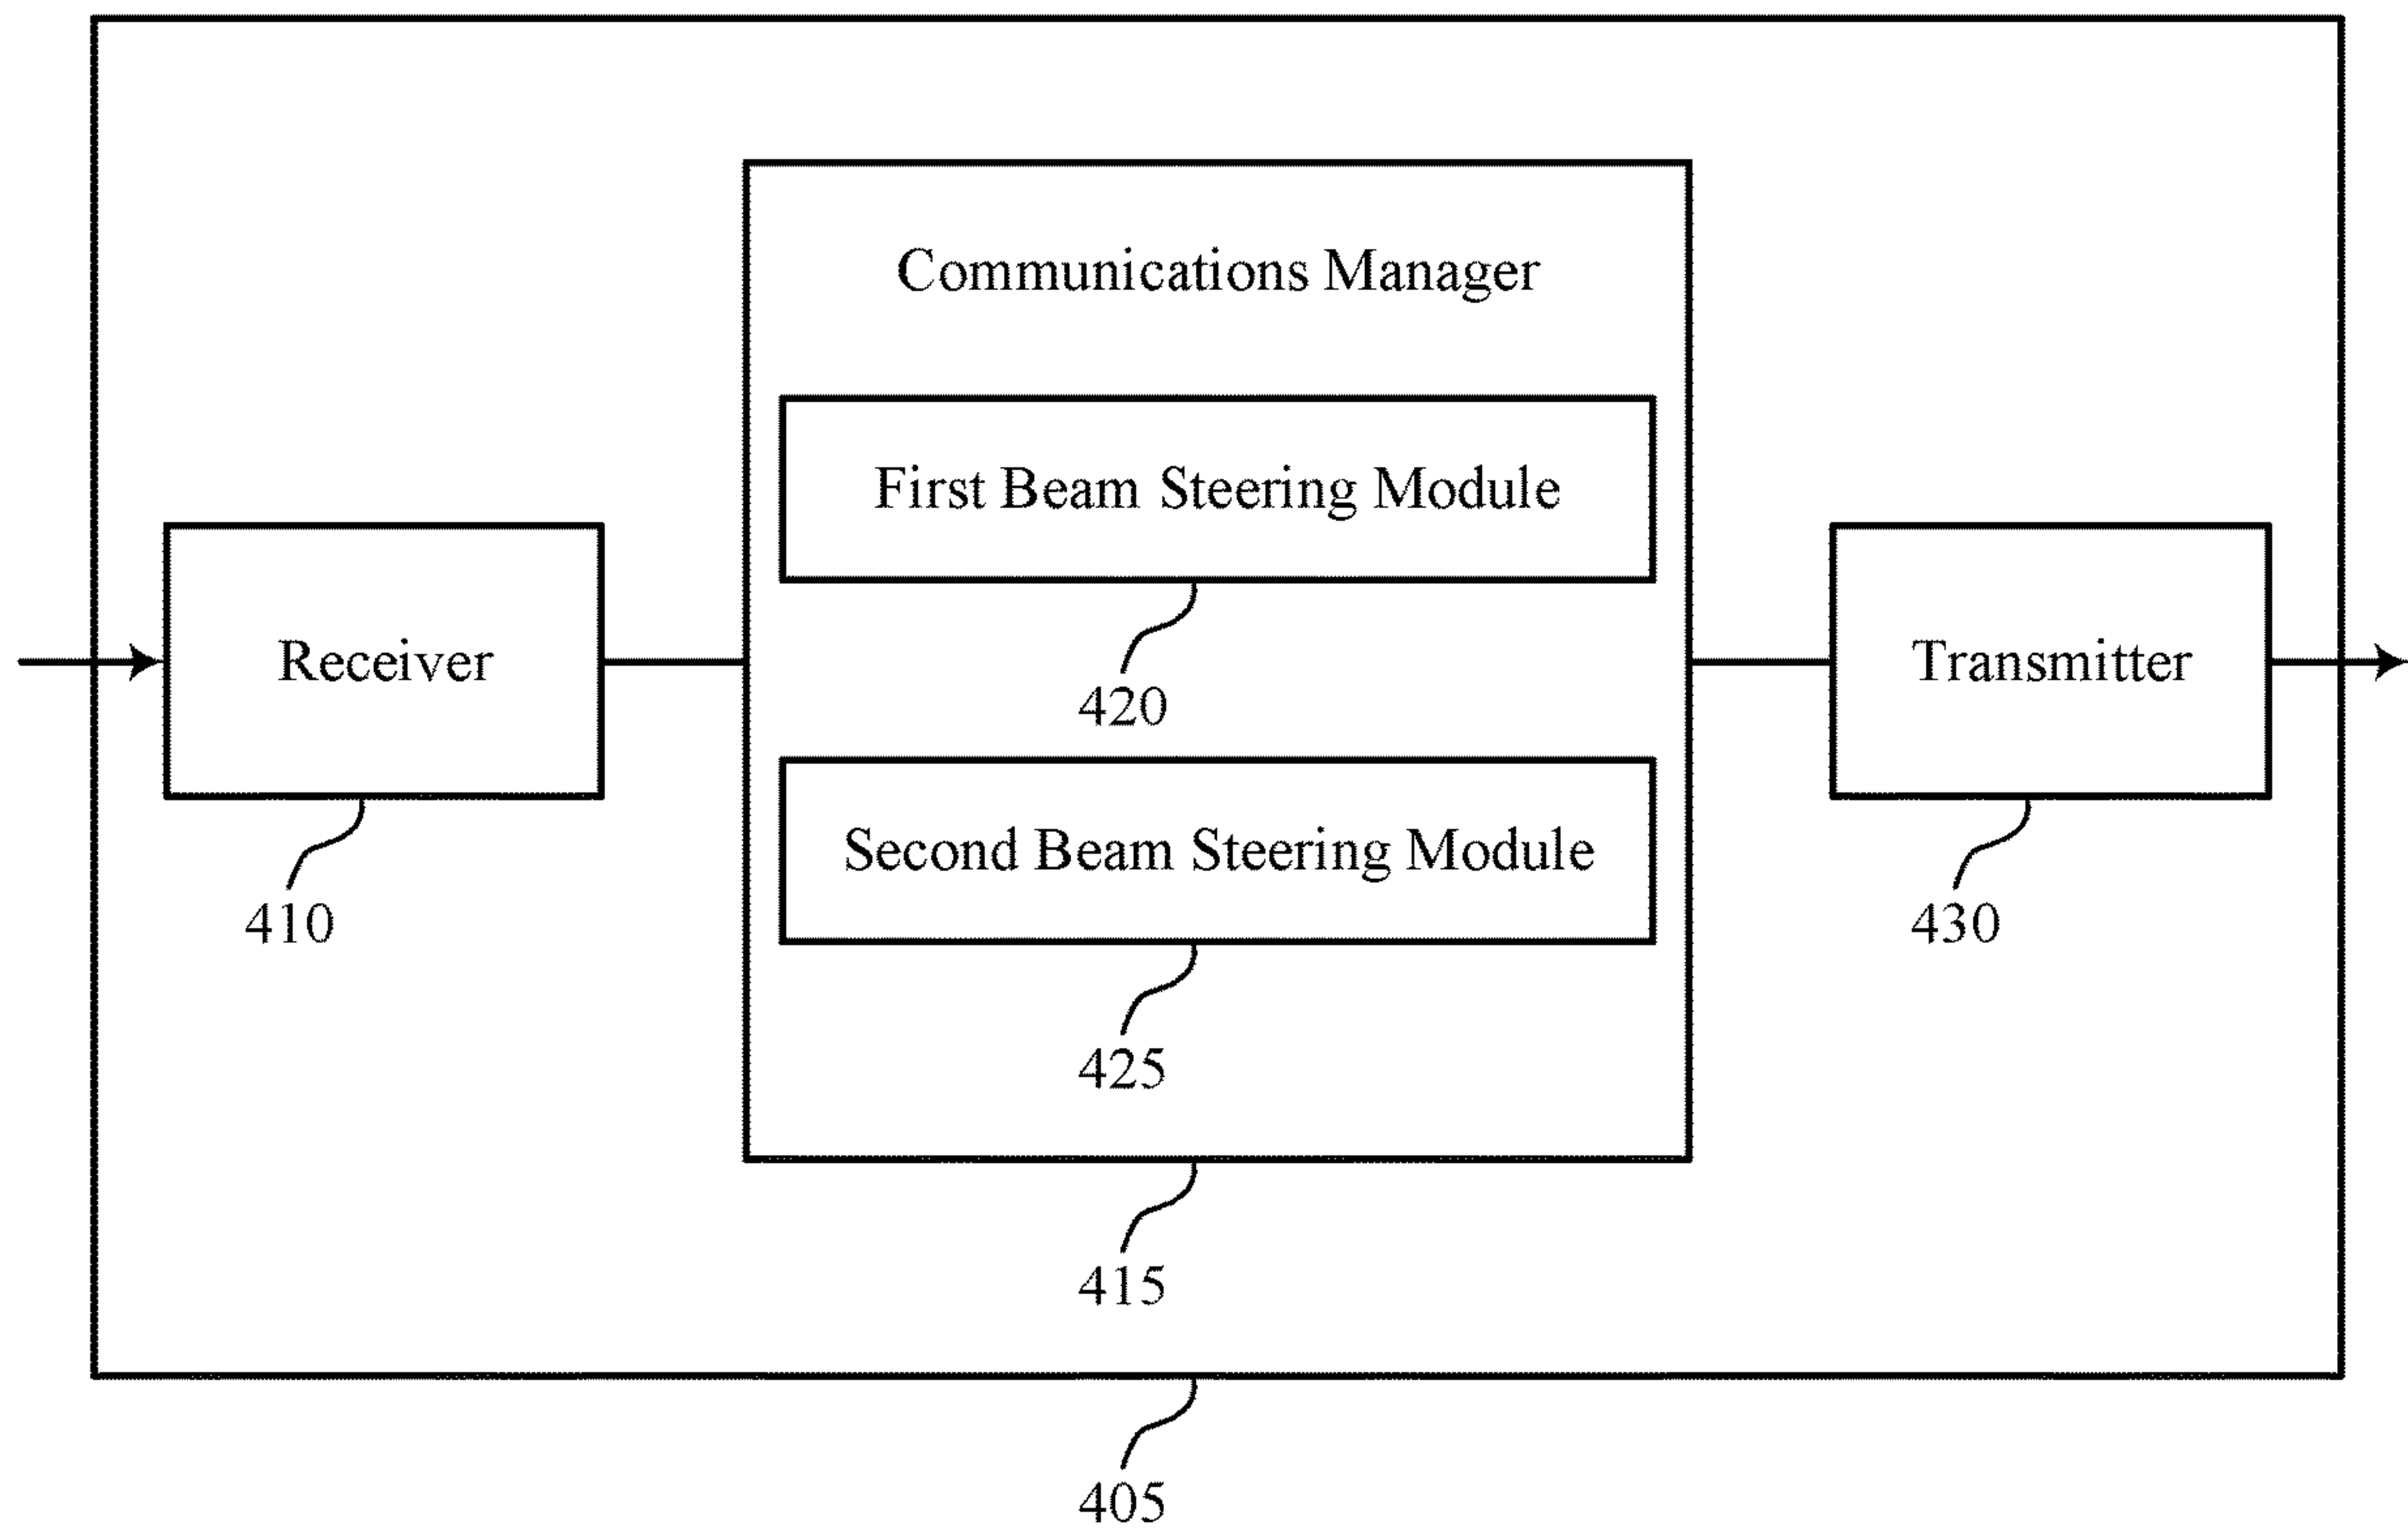 Communications Manager
First Beam Steering Module
Receiver
Transmitter
420
Second Beam Steering Module
410
430
425
415
405